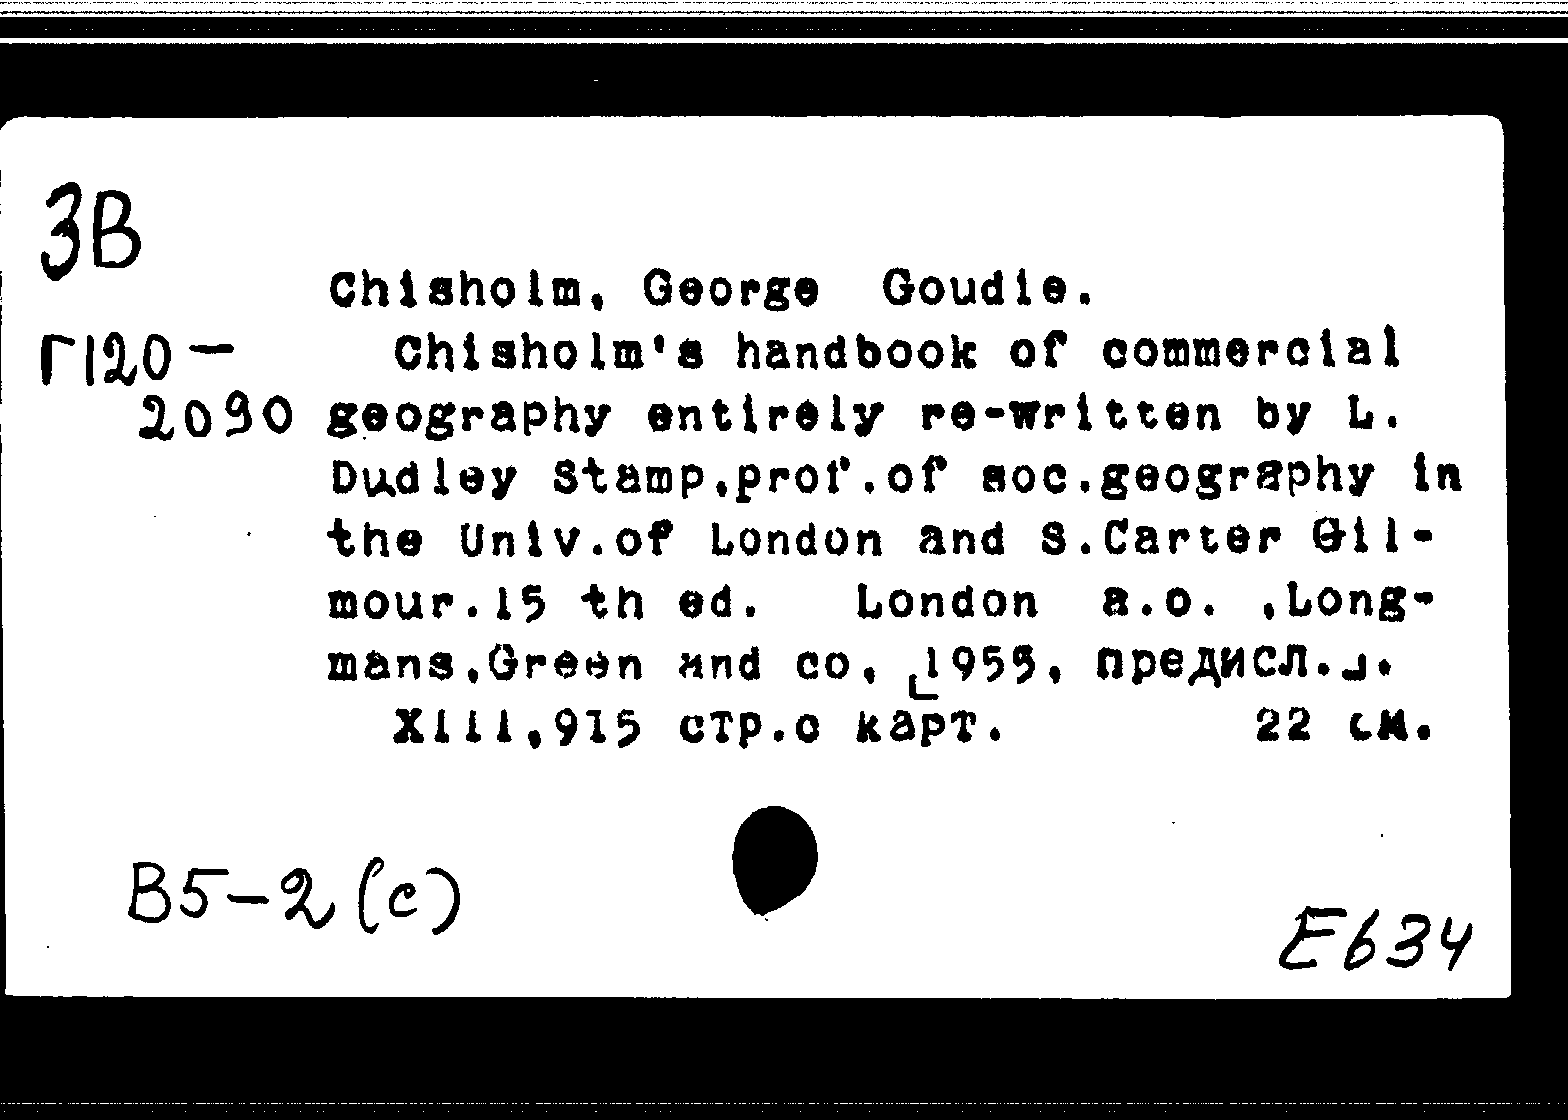 3В
Chisholm, George Goudie.
Г120-
Chisholm's handbook of commercial
2090
geography entirely re-written by L.
Dudley Stamp,prof.of soc.geography in
the Univ.of London and S.Carter Gil-
mour.15 th ed. London a.o. ,Long-
mans,Green and co, [1955, предисл.].
XIII,915 стр.с карт. 22 см.
B5-2(c)
E634